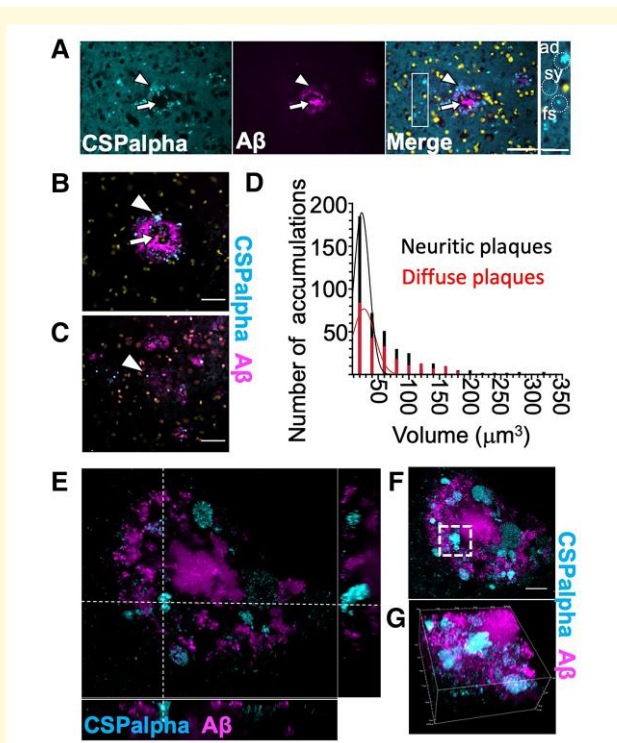 A
CSPalpha
Aβ
Merge
ad
sy
fs
B
C
CSPalpha Aβ
D
200
150
100
50
Number of accumulations
Neuritic plaques
Diffuse plaques
50
100
150
200
250
300
350
Volume (μm³)
E
CSPalpha Aβ
F
G
CSPalpha Aβ